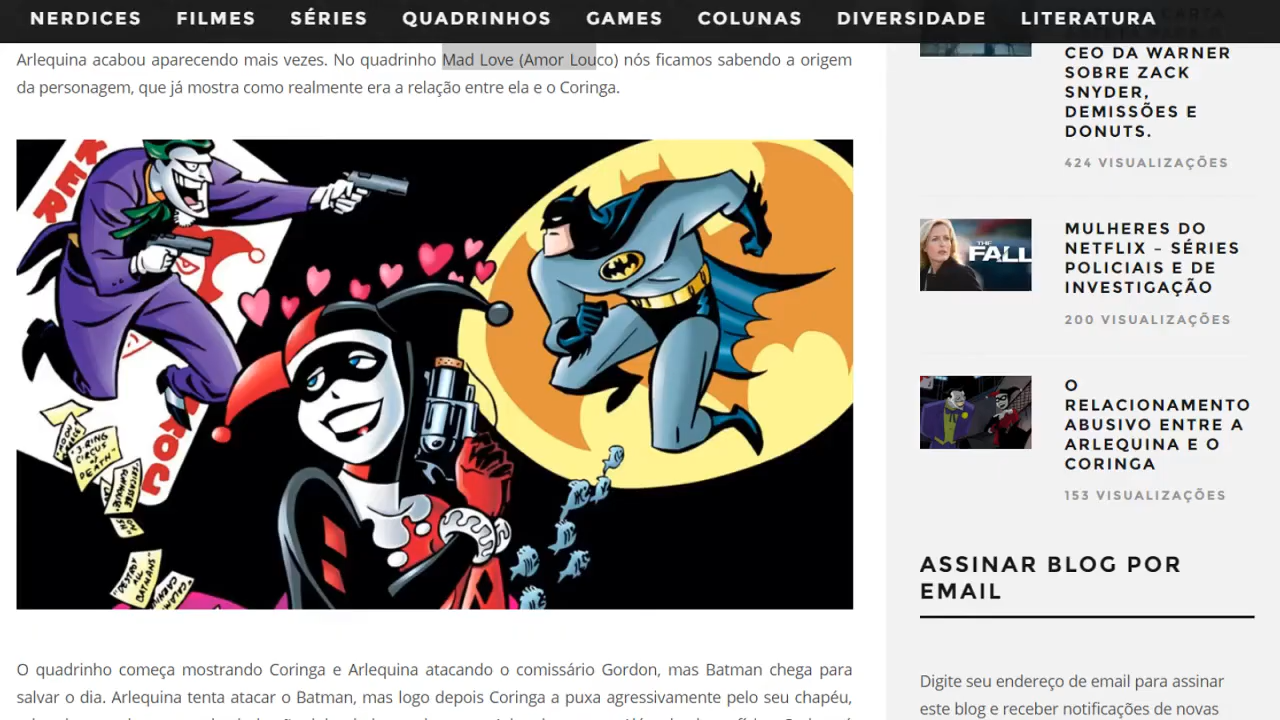 NERDICES FILMES SÉRIES QUADRINHOS GAMES COLUNAS DIVERSIDADE LITERATURA
Arlequina acabou aparecendo mais vezes. No quadrinho Mad Love (Amor Louco) nós ficamos sabendo a origem
da personagem, que já mostra como realmente era a relação entre ela e o Coringa.
DESTROY
ALL
BATMANS
O quadrinho começa mostrando Coringa e Arlequina atacando o comissário Gordon, mas Batman chega para
salvar o dia. Arlequina tenta atacar o Batman, mas logo depois Coringa a puxa agressivamente pelo seu chapéu,
CEO DA WARNER
SOBRE ZACK
SNYDER,
DEMISSÕES E
DONUTS.
424 VISUALIZAÇÕES
THE
FALL
MULHERES DO
NETFLIX – SÉRIES
POLICIAIS E DE
INVESTIGAÇÃO
200 VISUALIZAÇÕES
O
RELACIONAMENTO
ABUSIVO ENTRE A
ARLEQUINA E O
CORINGA
153 VISUALIZAÇÕES
ASSINAR BLOG POR
EMAIL
Digite seu endereço de email para assinar
este blog e receber notificações de novas